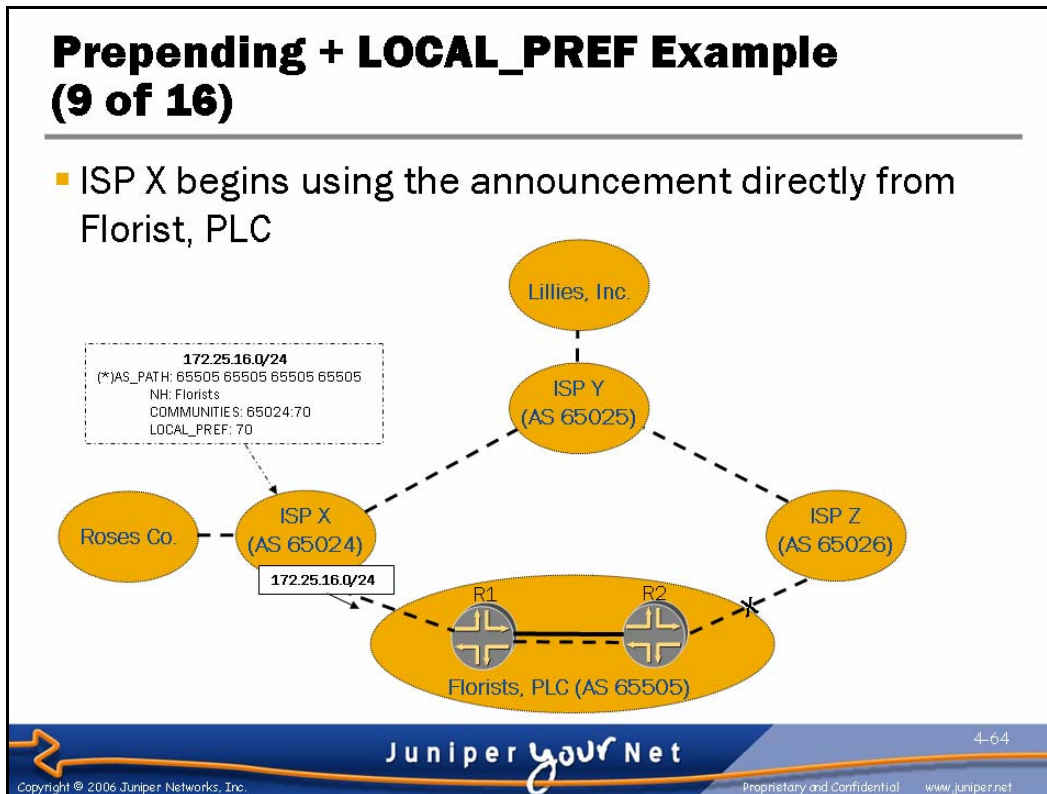 Prepending + LOCAL_PREF Example
(9 of 16)
ISP X begins using the announcement directly from
Florist, PLC
Lillies, Inc.
172.25.16.0/24
(*)AS_PATH: 65505 65505 65505 65505
NH: Florists
COMMUNITIES: 65024:70
LOCAL_PREF: 70
ISP Y
(AS 65025)
Roses Co.
ISP X
(AS 65024)
ISP Z
(AS 65026)
172.25.16.0/24
R1
R2
X
Florists, PLC (AS 65505)
Juniper your Net
4-64
Copyright © 2006 Juniper Networks, Inc.
Proprietary and Confidential
www.juniper.net